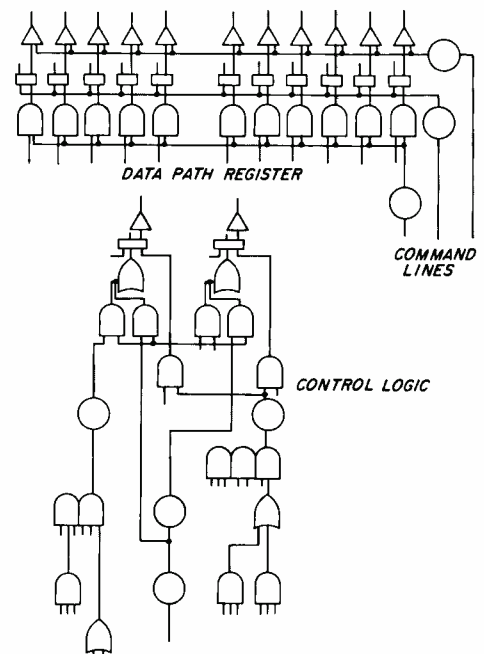 DATA PATH REGISTER
COMMAND
LINES
CONTROL LOGIC